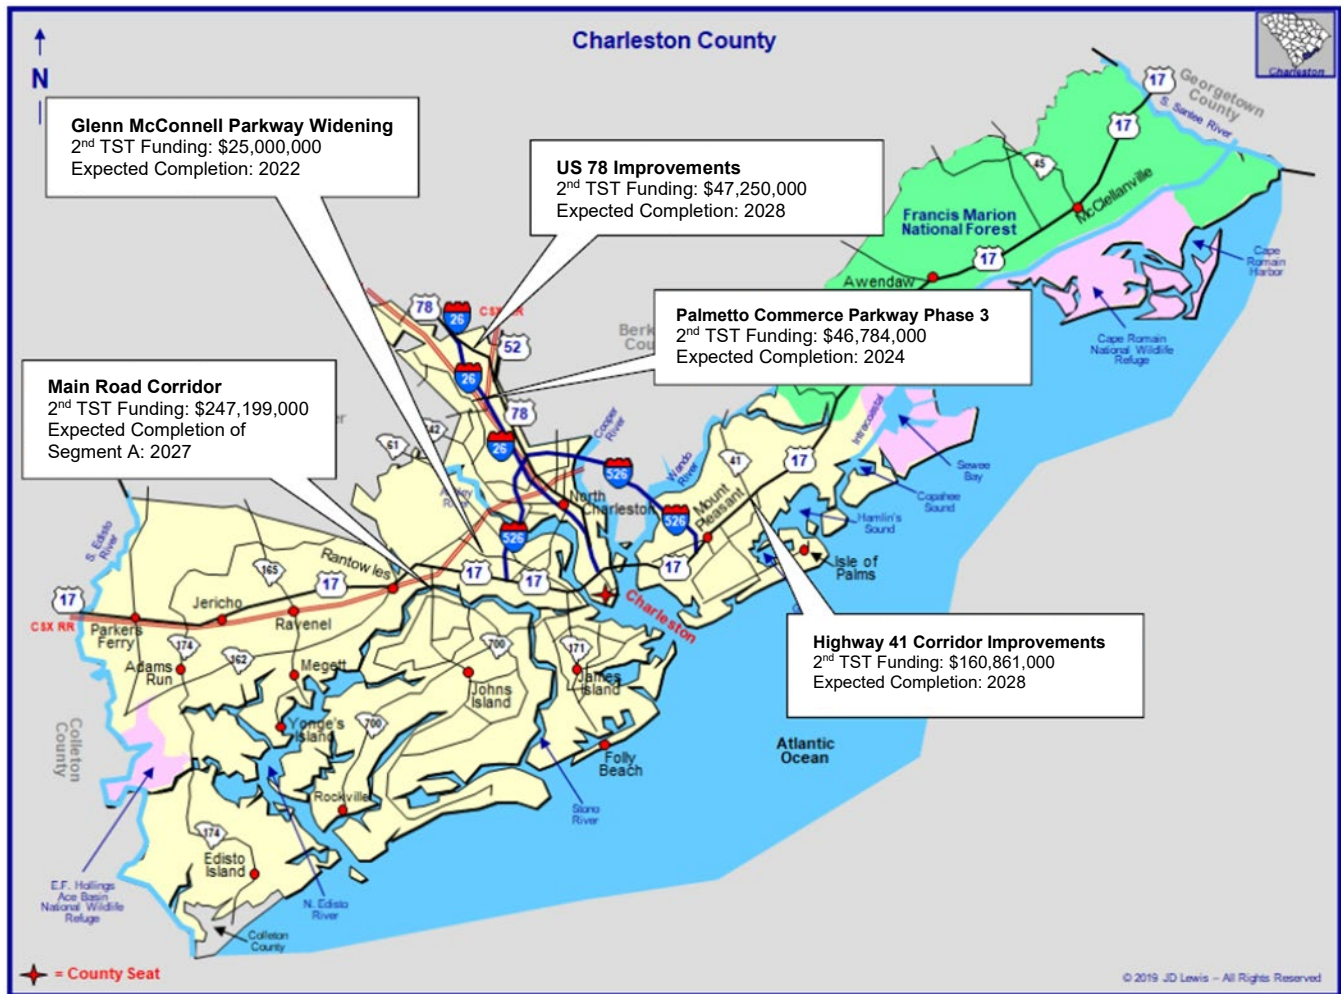 Charleston County
N
Charleston
Glenn McConnell Parkway Widening
2nd TST Funding: $25,000,000
Expected Completion: 2022
US 78 Improvements
2nd TST Funding: $47,250,000
Expected Completion: 2028
Palmetto Commerce Parkway Phase 3
2nd TST Funding: $46,784,000
Expected Completion: 2024
Main Road Corridor
2nd TST Funding: $247,199,000
Expected Completion of
Segment A: 2027
Highway 41 Corridor Improvements
2nd TST Funding: $160,861,000
Expected Completion: 2028
17
Georgetown
County
S. Santee River
17
45
McClellanville
Francis Marion
National Forest
17
Awendaw
Cape
Romain
Harbor
Cape Romain
National Wildlife
Refuge
78
26
52
26
78
61
26
526
Cooper
River
Wando
River
41
17
Intracoastal
Sewee
Bay
Copahee
Sound
Hamlin's
Sound
North
Charleston
Mount
Pleasant
526
526
Isle of
Palms
S. Edisto
River
Rantowles
165
17
17
17
17
17
CSX RR
Parkers
Ferry
Jericho
Ravenel
Charleston
174
Adams
Run
162
Megett
700
Johns
Island
171
James
Island
Yonge's
Island
700
Folly
Beach
Atlantic
Ocean
Colleton
County
Rockville
Stono
River
174
Edisto
Island
E.F. Hollings
Ace Basin
National Wildlife
Refuge
N. Edisto
River
Colleton
County
= County Seat
© 2019 JD Lewis – All Rights Reserved